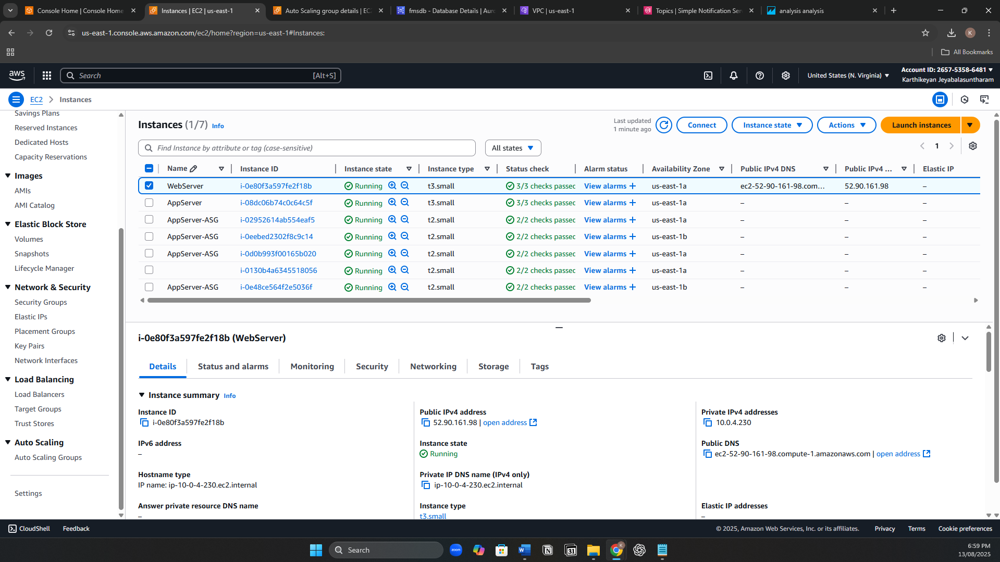 Console Home | Console Home
Instances | EC2 | us-east-1
Auto Scaling group details | EC
fmsdb - Database Details | Auro
VPC | us-east-1
Topics | Simple Notification Ser
analysis analysis
us-east-1.console.aws.amazon.com/ec2/home?region=us-east-1#Instances:
K
All Bookmarks
aws
Search
[Alt+S]
United States (N. Virginia)
Account ID: 2657-5358-6481
Karthikeyan Jeyabalasuntharam
EC2
Instances
Savings Plans
Reserved Instances
Dedicated Hosts
Capacity Reservations
Images
AMIs
AMI Catalog
Elastic Block Store
Volumes
Snapshots
Lifecycle Manager
Network & Security
Security Groups
Elastic IPs
Placement Groups
Key Pairs
Network Interfaces
Load Balancing
Load Balancers
Target Groups
Trust Stores
Auto Scaling
Auto Scaling Groups
Settings
Instances (1/7) Info
Last updated
1 minute ago
Connect
Instance state
Actions
Launch instances
Find Instance by attribute or tag (case-sensitive)
All states
1
Name Instance ID Instance state Instance type Status check Alarm status Availability Zone Public IPv4 DNS Public IPv4 ... Elastic IP
WebServer i-0e80f3a597fe2f18b Running t3.small 3/3 checks passed View alarms + us-east-1a ec2-52-90-161-98.com... 52.90.161.98 –
AppServer i-08dc06b74c0c64c5f Running t3.small 3/3 checks passed View alarms + us-east-1a – – –
AppServer-ASG i-02952614ab554eaf5 Running t2.small 2/2 checks passed View alarms + us-east-1a – – –
AppServer-ASG i-0eebed2302f8c9c14 Running t2.small 2/2 checks passed View alarms + us-east-1b – – –
AppServer-ASG i-0d0b993f00165b020 Running t2.small 2/2 checks passed View alarms + us-east-1a – – –
i-0130b4a6345518056 Running t2.small 2/2 checks passed View alarms + us-east-1a – – –
AppServer-ASG i-0e48ce564f2e5036f Running t2.small 2/2 checks passed View alarms + us-east-1b – – –
i-0e80f3a597fe2f18b (WebServer)
Details
Status and alarms
Monitoring
Security
Networking
Storage
Tags
Instance summary Info
Instance ID
i-0e80f3a597fe2f18b
Public IPv4 address
52.90.161.98 | open address
Private IPv4 addresses
10.0.4.230
IPv6 address
–
Instance state
Running
Public DNS
ec2-52-90-161-98.compute-1.amazonaws.com | open address
Hostname type
IP name: ip-10-0-4-230.ec2.internal
Private IP DNS name (IPv4 only)
ip-10-0-4-230.ec2.internal
Answer private resource DNS name
–
Instance type
t3.small
Elastic IP addresses
–
CloudShell
Feedback
© 2025, Amazon Web Services, Inc. or its affiliates.
Privacy
Terms
Cookie preferences
Search
zoom
W
N
31
K
6:59 PM
13/08/2025